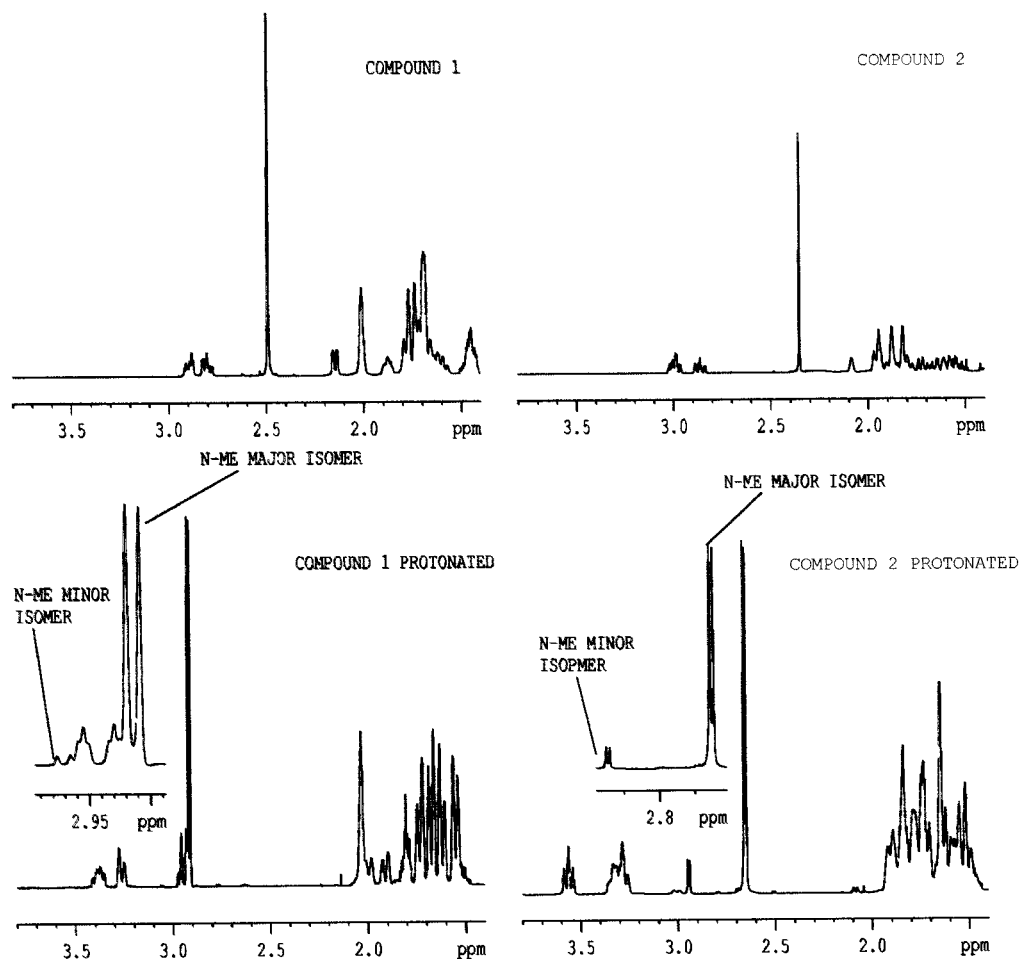 COMPOUND 1
3.5 3.0 2.5 2.0 ppm
COMPOUND 2
3.5 3.0 2.5 2.0 ppm
N-ME MAJOR ISOMER
COMPOUND 1 PROTONATED
N-ME MINOR
ISOMER
2.95 ppm
3.5 3.0 2.5 2.0 ppm
N-ME MAJOR ISOMER
COMPOUND 2 PROTONATED
N-ME MINOR
ISOPMER
2.8 ppm
3.5 3.0 2.5 2.0 ppm